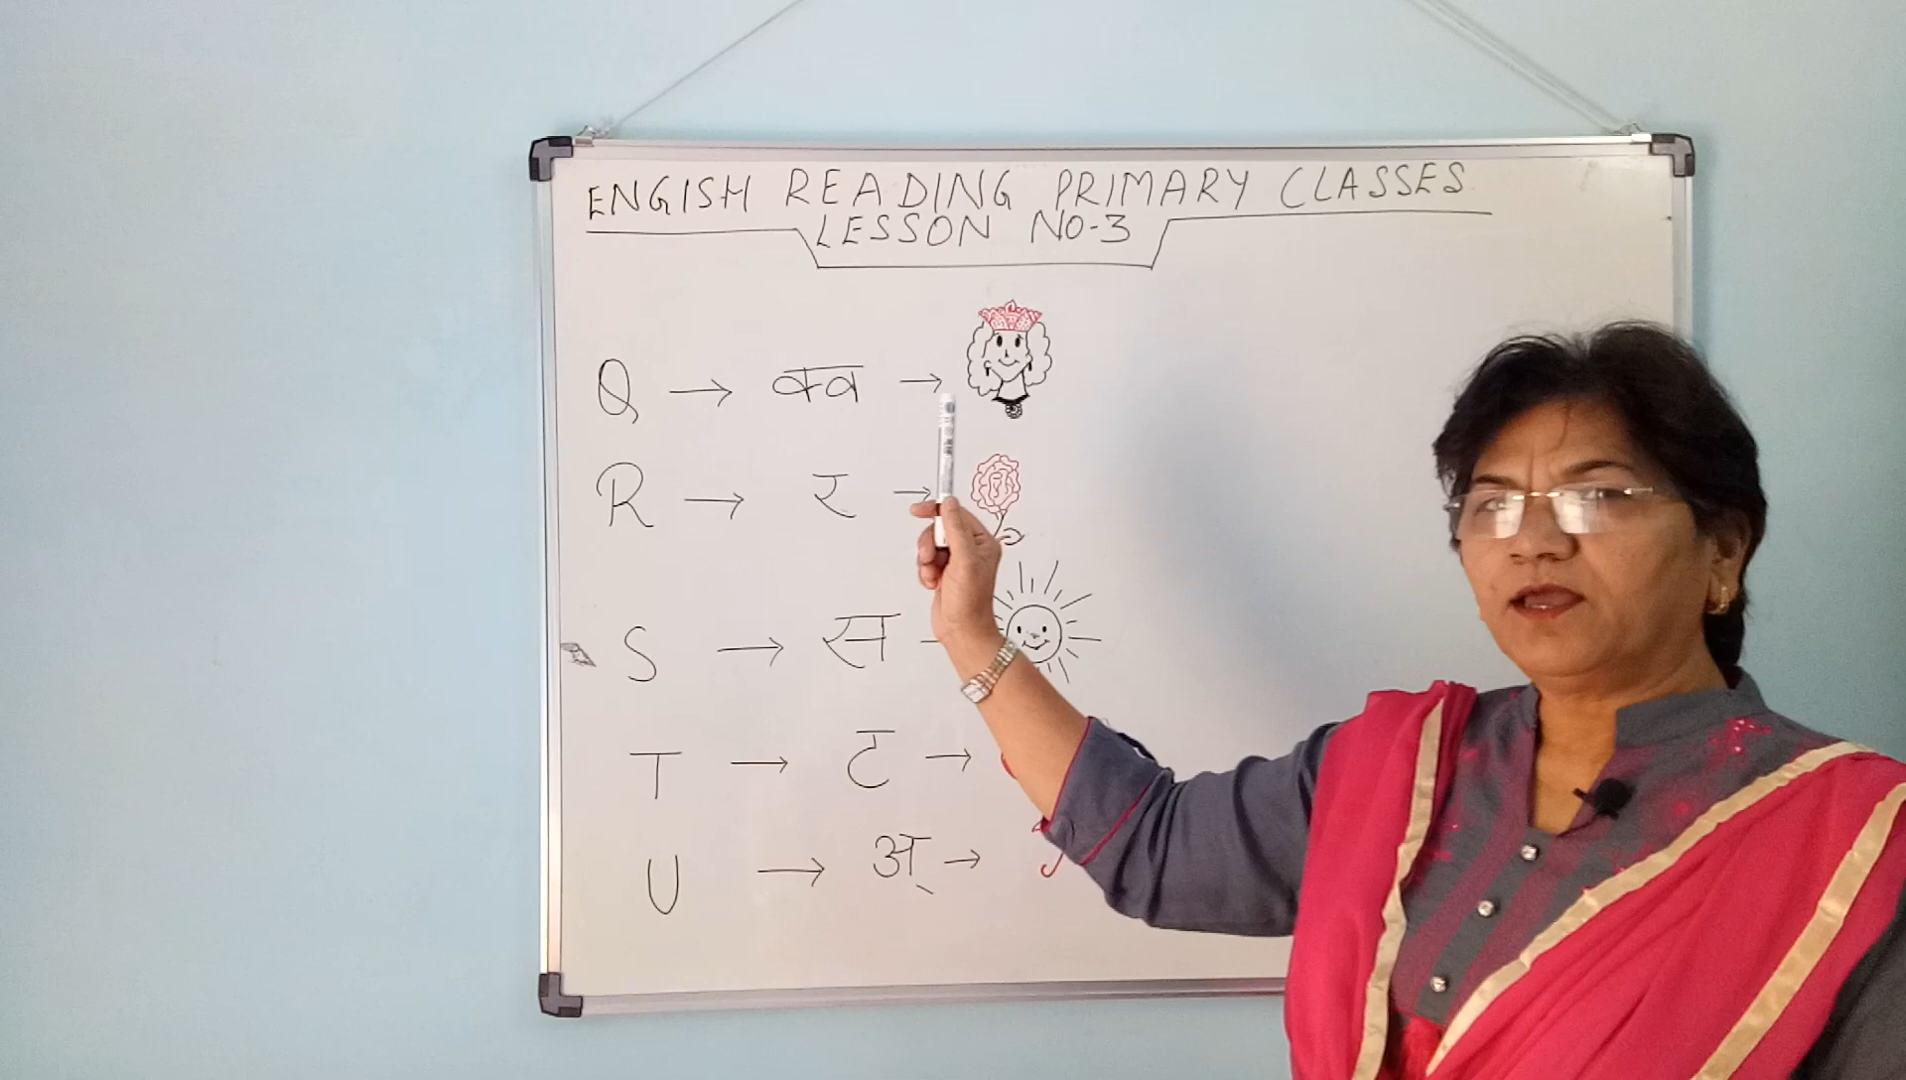 ENGISH READING PRIMARY CLASSES
LESSON NO-3
Q → क्व →
R → र →
S → स -
T → ट →
U → अ् →